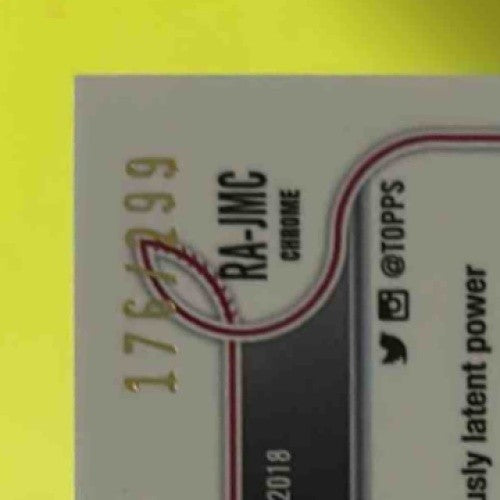 176/299
RA-JMC
CHROME
@TOPPS
2018
usly latent power